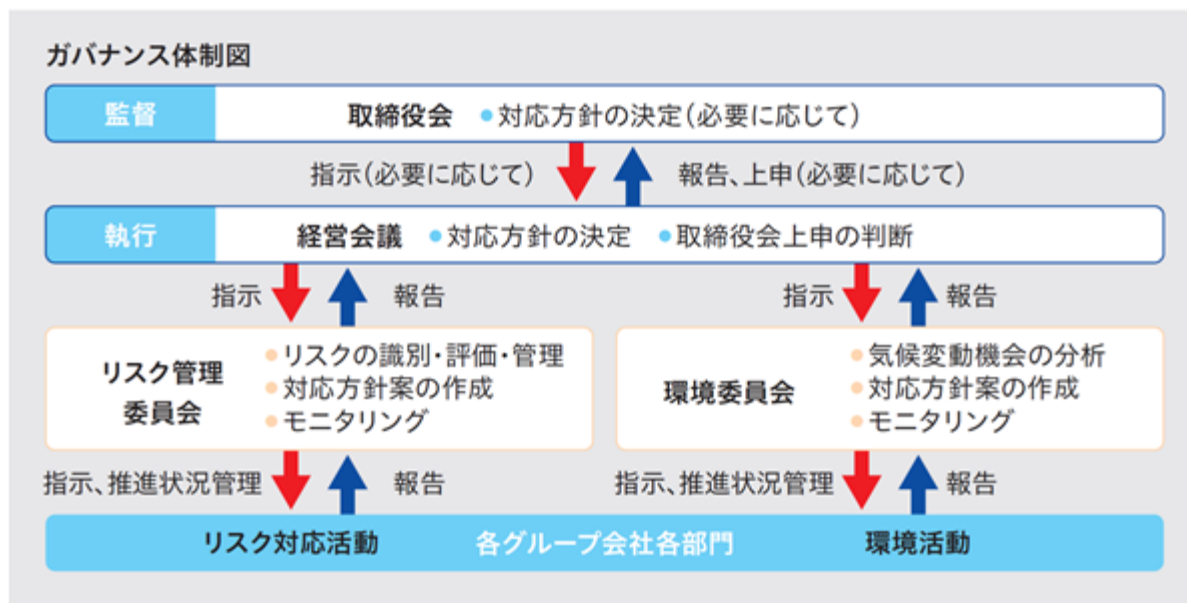 ガバナンス体制図
監督 取締役会 ●対応方針の決定(必要に応じて)
指示(必要に応じて) 報告、上申(必要に応じて)
執行 経営会議 ●対応方針の決定 ●取締役会上申の判断
指示 報告 指示 報告
リスク管理
委員会
●リスクの識別・評価・管理
●対応方針案の作成
●モニタリング
環境委員会
●気候変動機会の分析
●対応方針案の作成
●モニタリング
指示、推進状況管理 報告 指示、推進状況管理 報告
リスク対応活動 各グループ会社各部門 環境活動